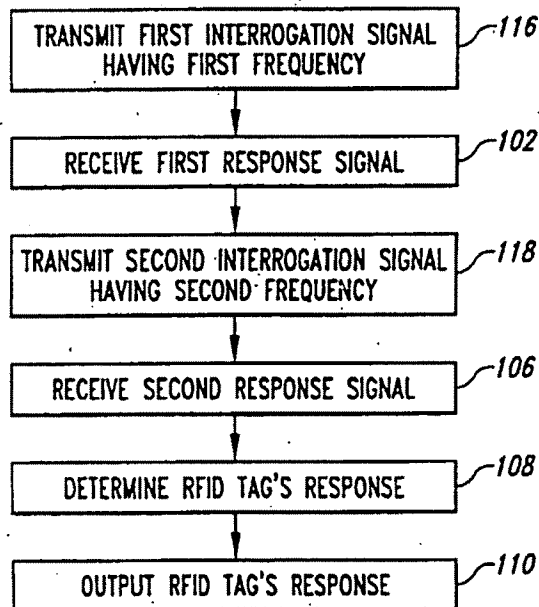 TRANSMIT FIRST INTERROGATION SIGNAL
HAVING FIRST FREQUENCY
116
RECEIVE FIRST RESPONSE SIGNAL
102
TRANSMIT SECOND INTERROGATION SIGNAL
HAVING SECOND FREQUENCY
118
RECEIVE SECOND RESPONSE SIGNAL
106
DETERMINE RFID TAG'S RESPONSE
108
OUTPUT RFID TAG'S RESPONSE
110